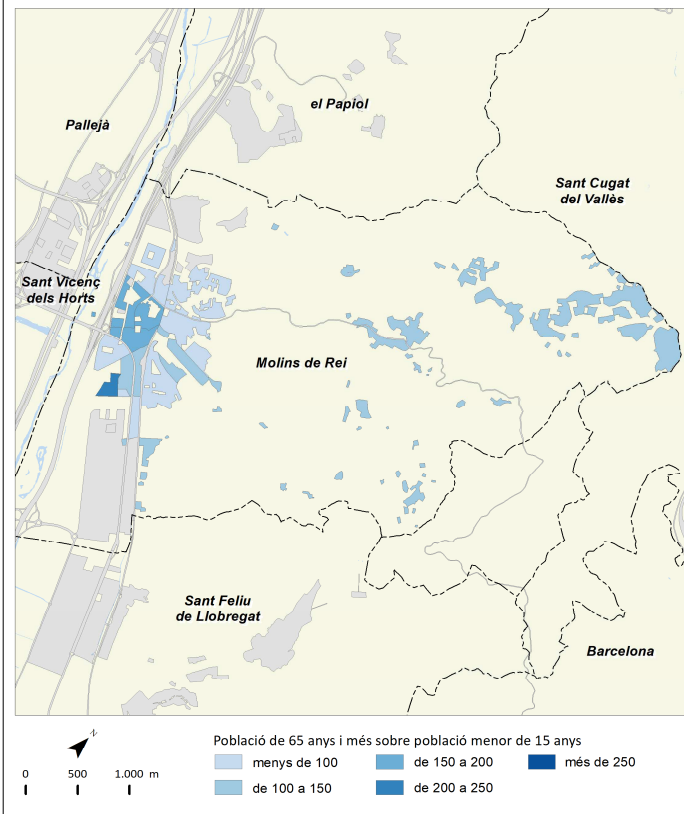 el Papiol
Pallejà
Sant Cugat
del Vallès
Sant Vicenç
dels Horts
Molins de Rei
Sant Feliu
de Llobregat
Barcelona
N
Població de 65 anys i més sobre població menor de 15 anys
menys de 100
de 150 a 200
més de 250
de 100 a 150
de 200 a 250
0 500 1.000 m